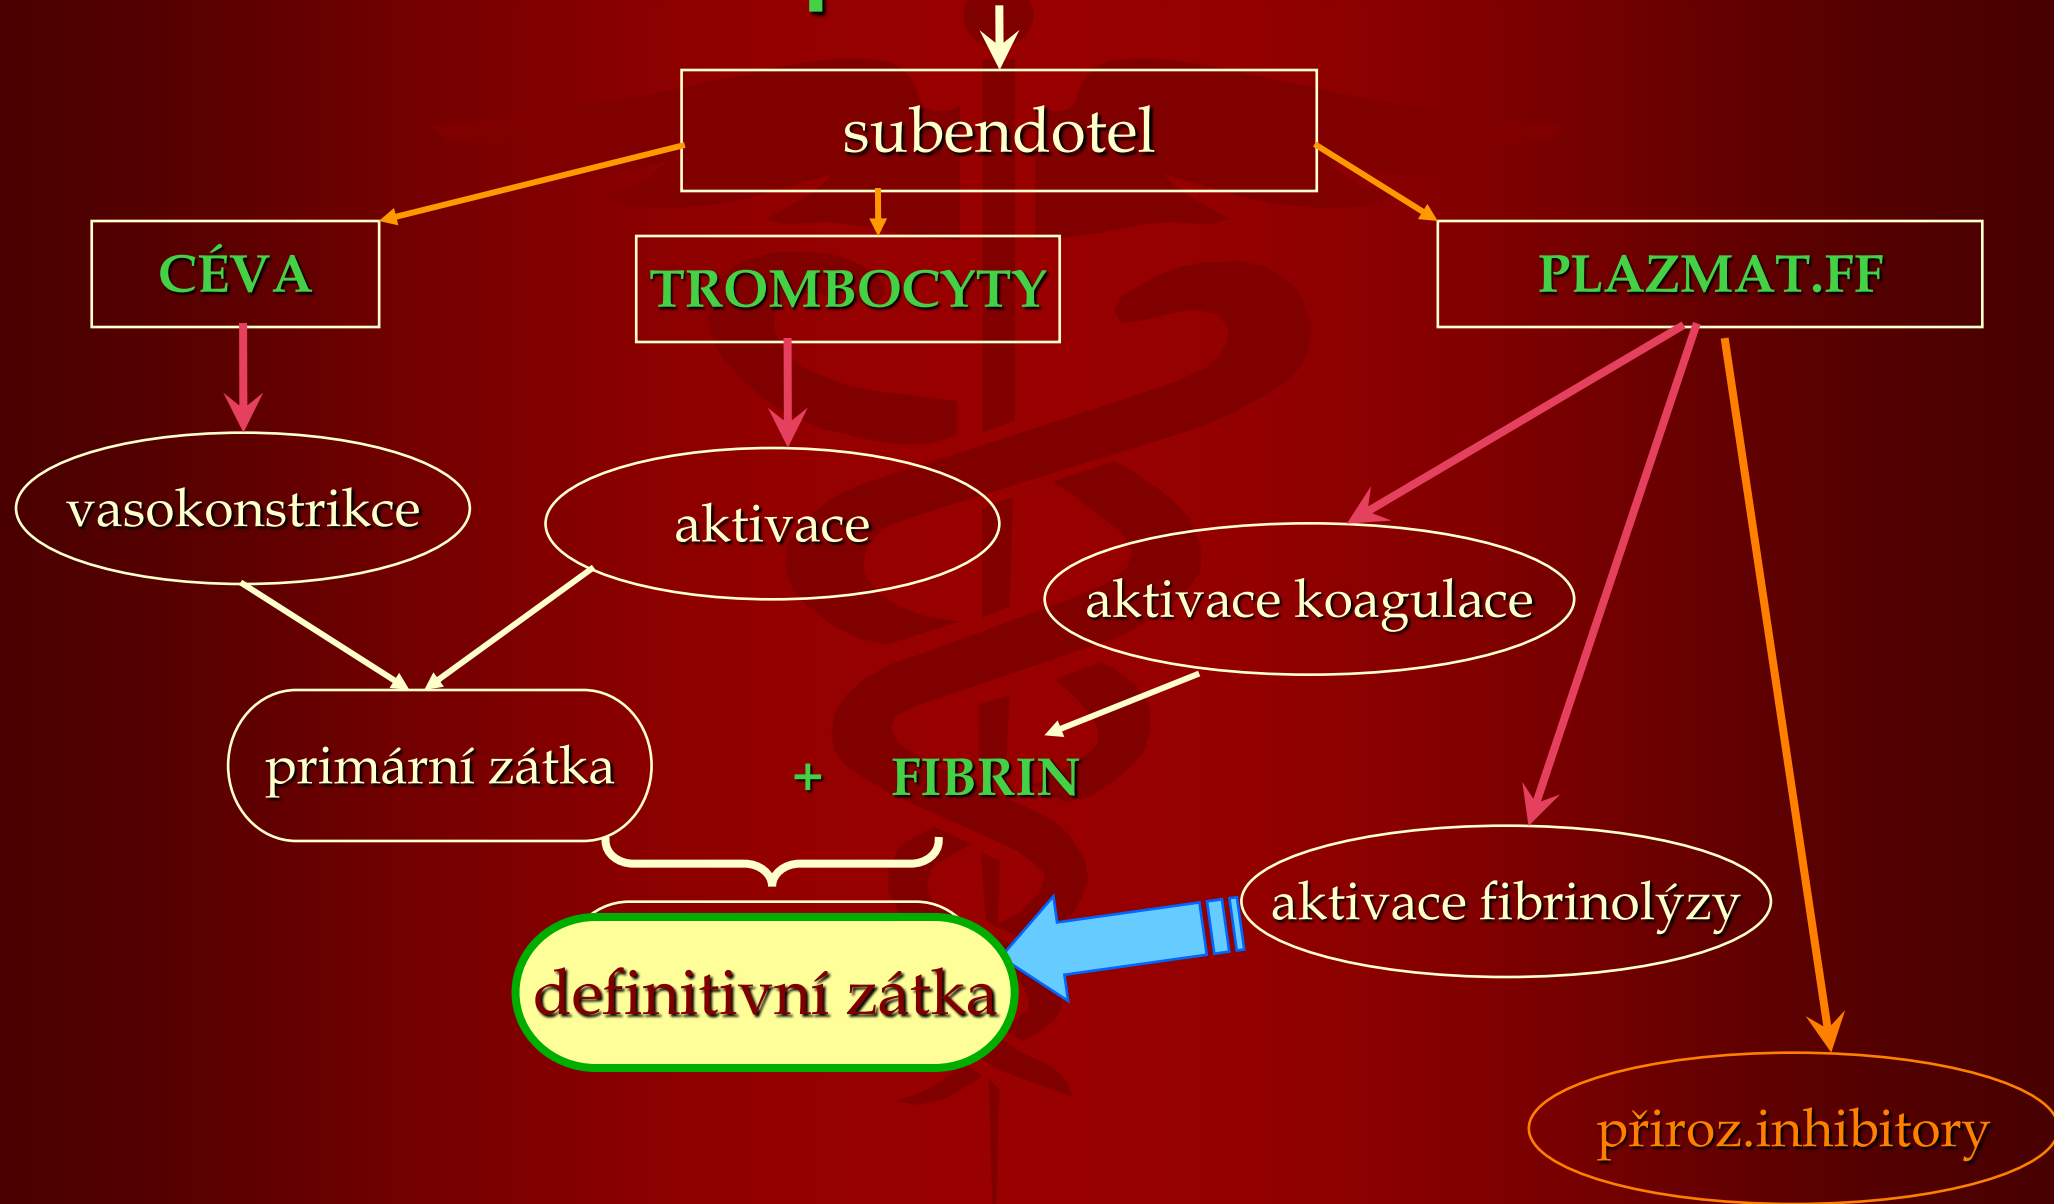 subendotel
CÉVA
TROMBOCYTY
PLAZMAT.FF
vasokonstrikce
aktivace
aktivace koagulace
primární zátka
+ FIBRIN
aktivace fibrinolýzy
definitivní zátka
přiroz.inhibitory